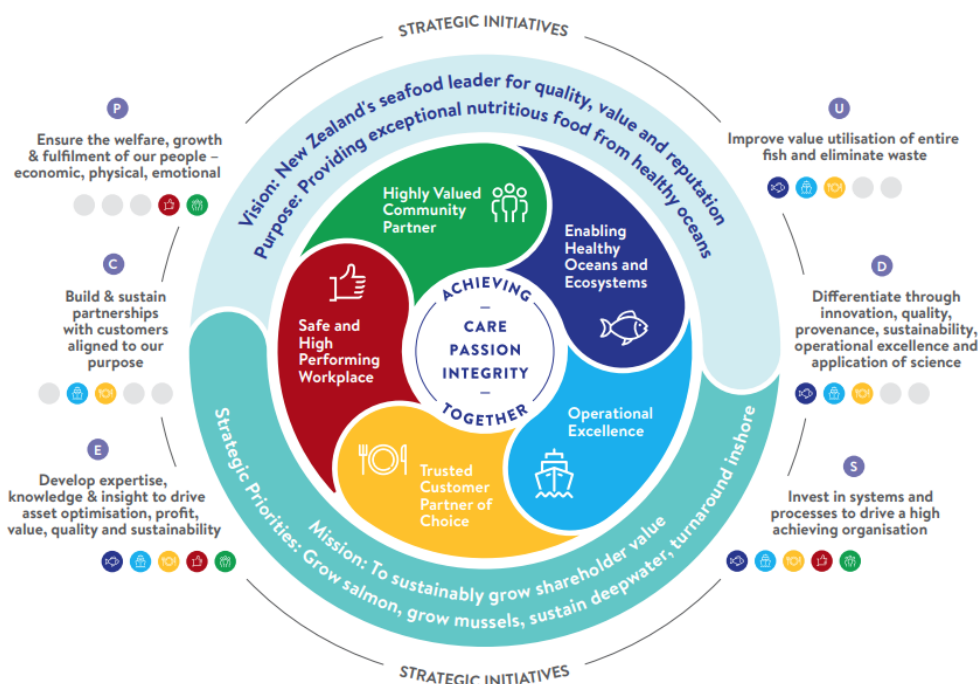 STRATEGIC INITIATIVES
Vision: New Zealand's seafood leader for quality, value and reputation
Purpose: Providing exceptional nutritious food from healthy oceans
P
Ensure the welfare, growth
& fulfilment of our people –
economic, physical, emotional
C
Build & sustain
partnerships
with customers
aligned to our
purpose
E
Develop expertise,
knowledge & insight to drive
asset optimisation, profit,
value, quality and sustainability
Highly Valued
Community
Partner
Enabling
Healthy
Oceans and
Ecosystems
Safe and
High
Performing
Workplace
ACHIEVING
CARE
PASSION
INTEGRITY
TOGETHER
Operational
Excellence
Trusted
Customer
Partner of
Choice
U
Improve value utilisation of entire
fish and eliminate waste
D
Differentiate through
innovation, quality,
provenance, sustainability,
operational excellence and
application of science
S
Invest in systems and
processes to drive a high
achieving organisation
Mission: To sustainably grow shareholder value
Strategic Priorities: Grow salmon, grow mussels, sustain deepwater, turnaround inshore
STRATEGIC INITIATIVES